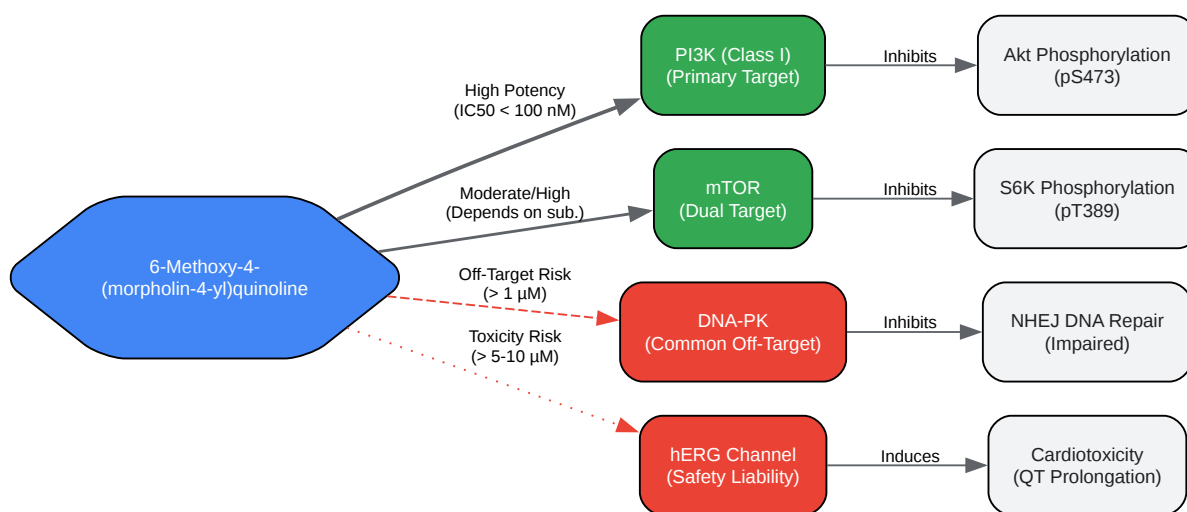 PI3K (Class I)
(Primary Target)
Inhibits
Akt Phosphorylation
(pS473)
High Potency
(IC50 < 100 nM)
mTOR
(Dual Target)
Inhibits
S6K Phosphorylation
(pT389)
Moderate/High
(Depends on sub.)
6-Methoxy-4-
(morpholin-4-yl)quinoline
Off-Target Risk
(> 1 µM)
DNA-PK
(Common Off-Target)
Inhibits
NHEJ DNA Repair
(Impaired)
Toxicity Risk
(> 5-10 µM)
hERG Channel
(Safety Liability)
Induces
Cardiotoxicity
(QT Prolongation)